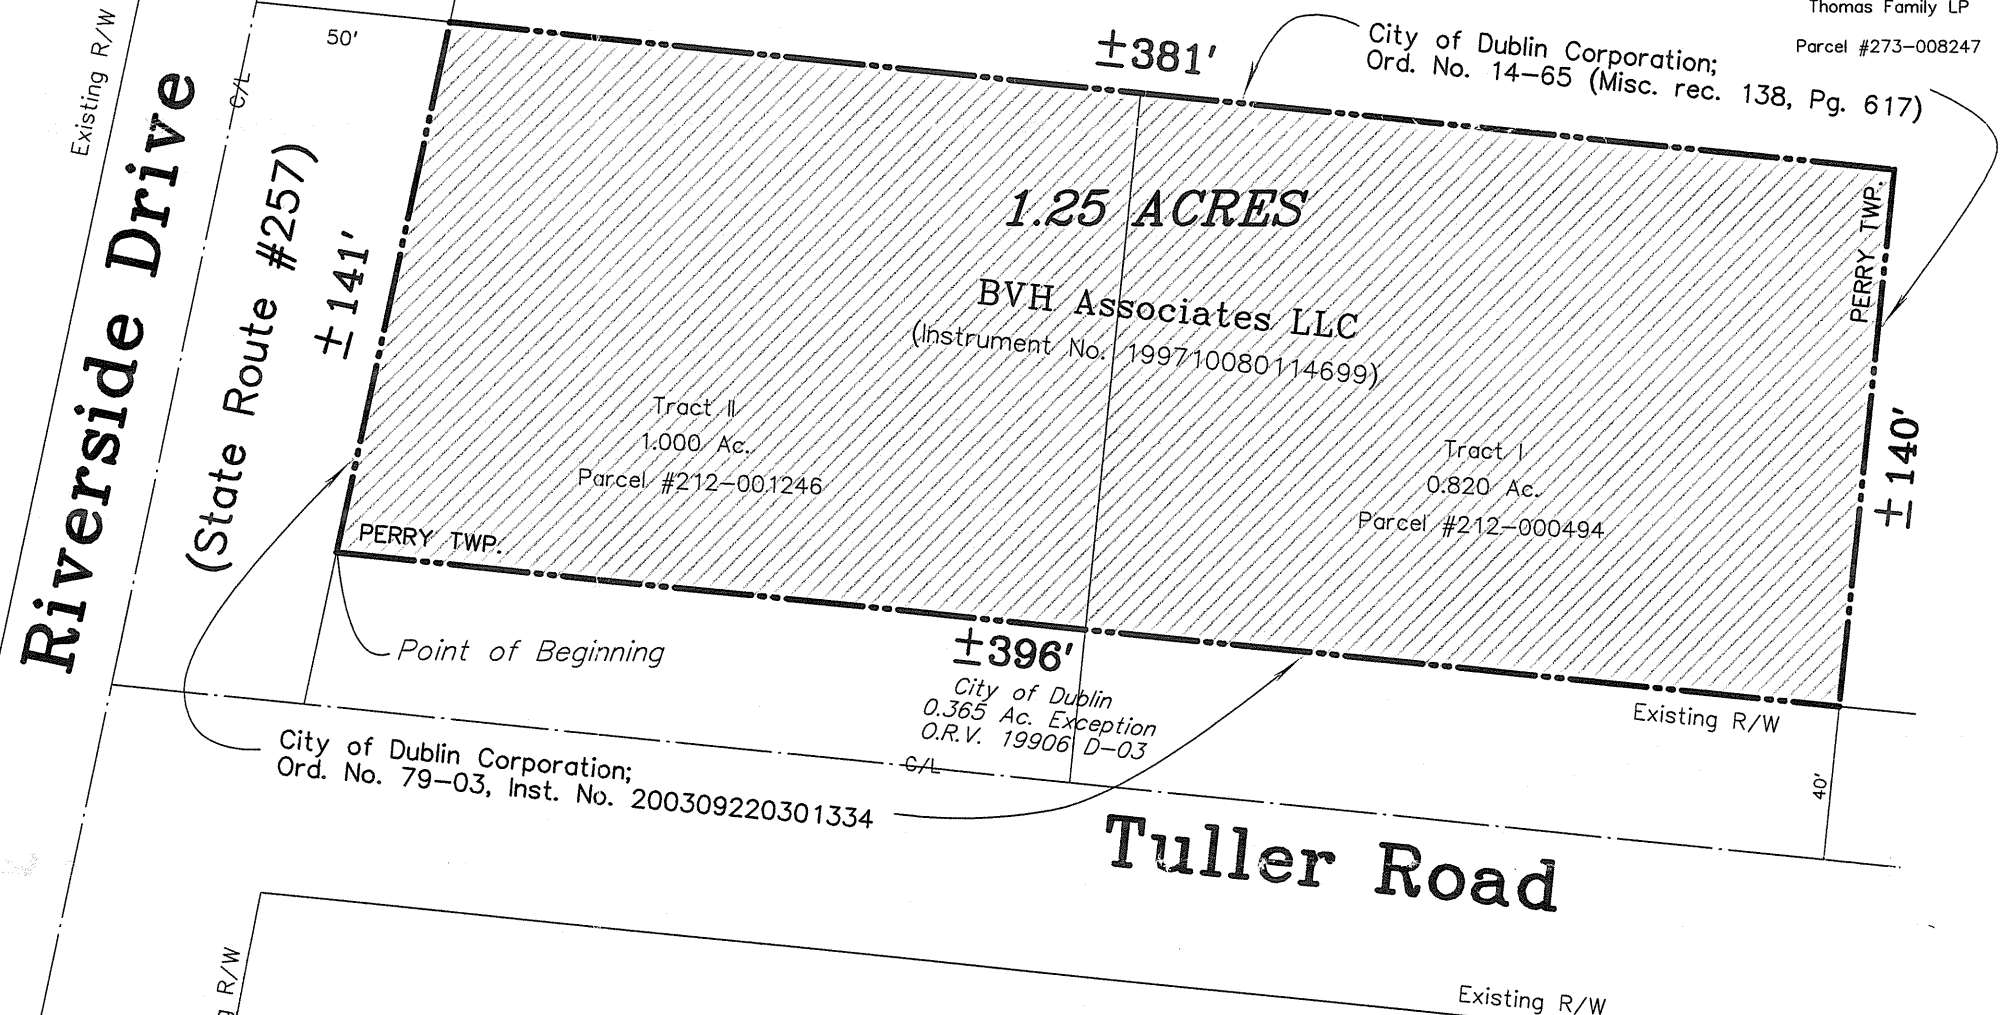 Thomas Family LP
Parcel #273-008247
City of Dublin Corporation;
Ord. No. 14-65 (Misc. rec. 138, Pg. 617)
±381'
50'
Existing R/W
C/L
Riverside Drive
(State Route #257)
±141'
1.25 ACRES
BVH Associates LLC
(Instrument No. 199710080114699)
Tract II
1.000 Ac.
Parcel #212-001246
Tract I
0.820 Ac.
Parcel #212-000494
PERRY TWP.
PERRY TWP.
±140'
Point of Beginning
±396'
City of Dublin
0.365 Ac. Exception
O.R.V. 19906 D-03
Existing R/W
C/L
40'
City of Dublin Corporation;
Ord. No. 79-03, Inst. No. 200309220301334
Tuller Road
R/W
Existing R/W